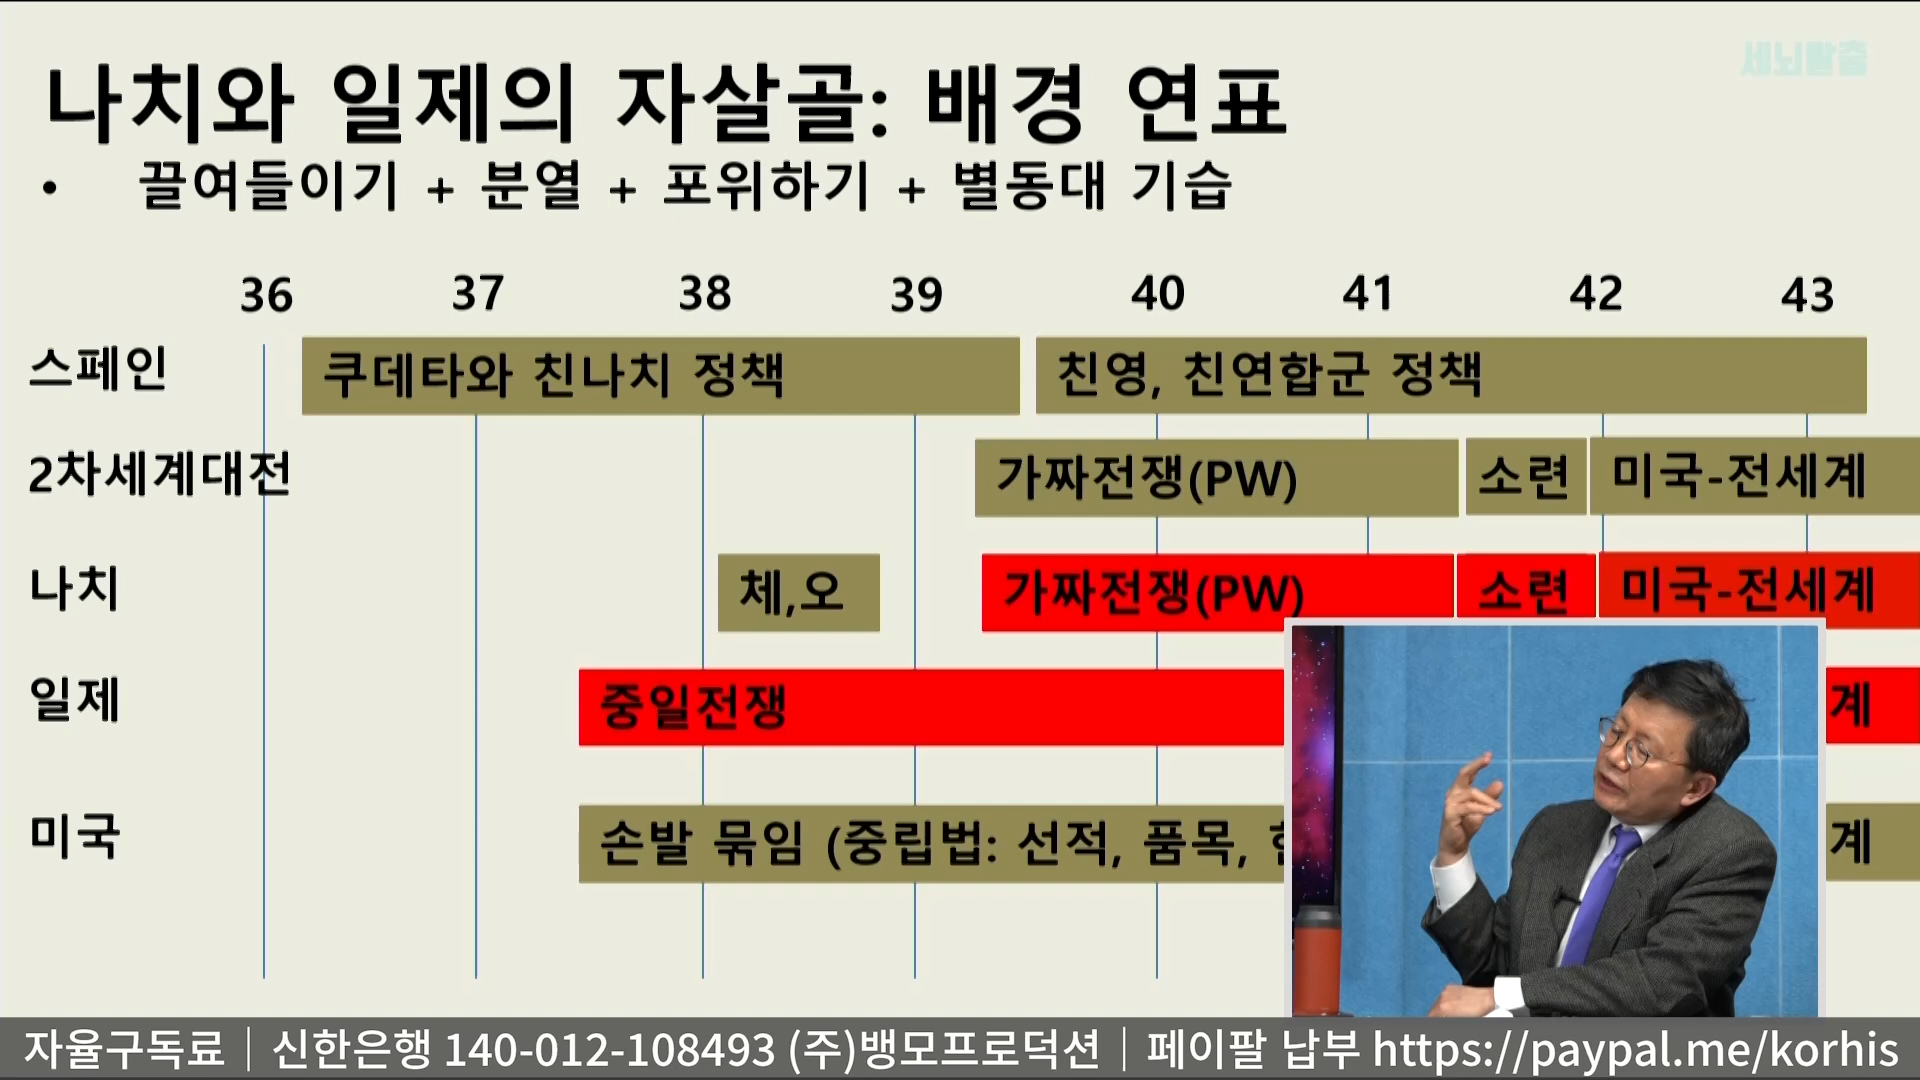 세뇌탈출
나치와 일제의 자살골: 배경 연표
• 끌여들이기 + 분열 + 포위하기 + 별동대 기습
36 37 38 39 40 41 42 43
스페인 쿠데타와 친나치 정책 친영, 친연합군 정책
2차세계대전 가짜전쟁(PW) 소련 미국-전세계
나치 체,오 가짜전쟁(PW) 소련 미국-전세계
일제 중일전쟁 계
미국 손발 묶임 (중립법: 선적, 품목, 계
자율구독료│신한은행 140-012-108493 (주)뱅모프로덕션│페이팔 납부 https://paypal.me/korhis